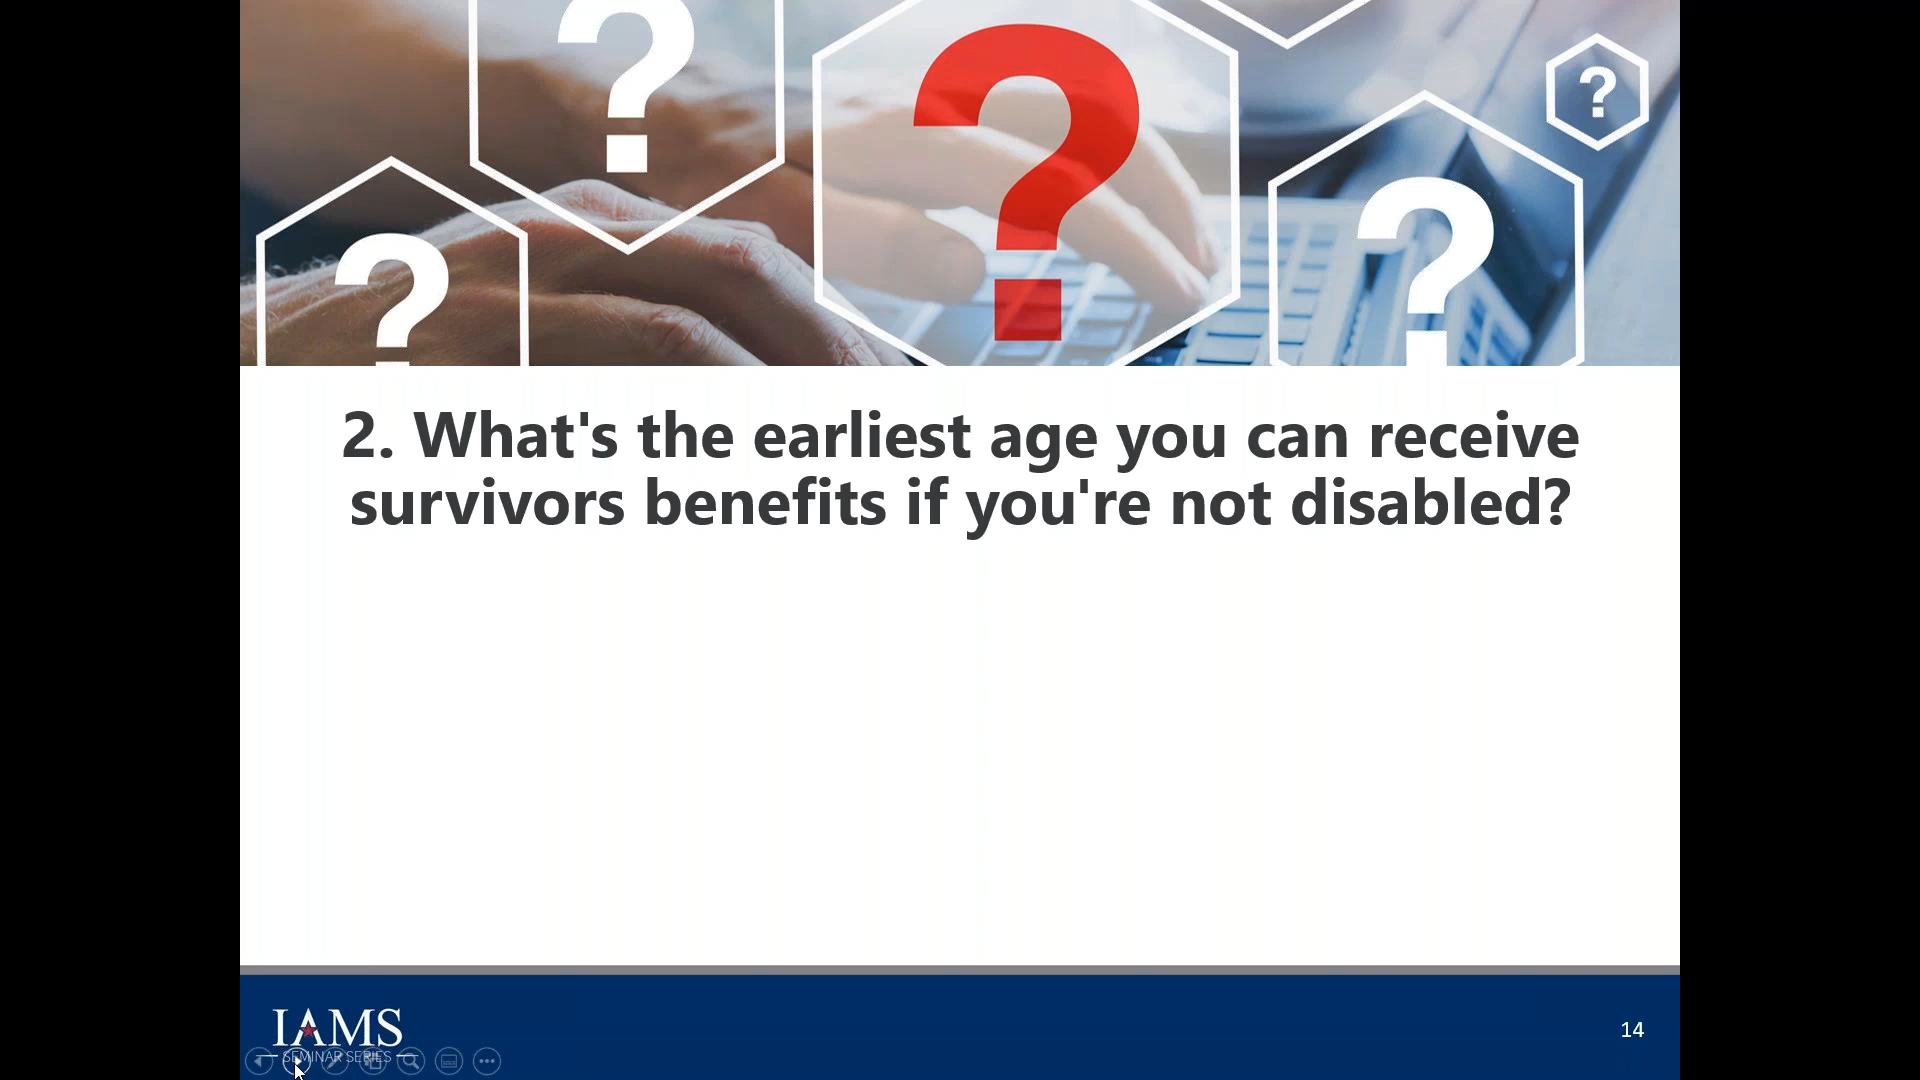 ?
?
?
?
?
2. What's the earliest age you can receive
survivors benefits if you're not disabled?
IAMS
SEMINAR SERIES
14